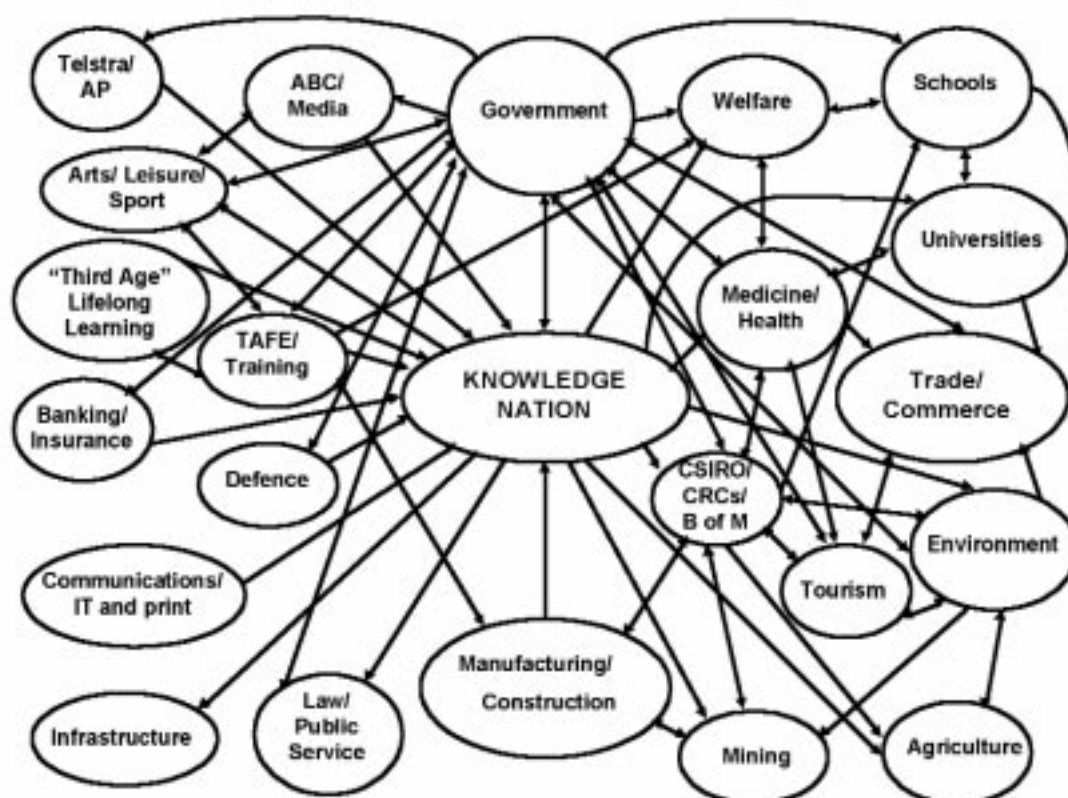 Telstra/
AP
ABC/
Media
Government
Welfare
Schools
Arts/ Leisure/
Sport
Universities
“Third Age”
Lifelong
Learning
TAFE/
Training
Medicine/
Health
KNOWLEDGE
NATION
Trade/
Commerce
Banking/
Insurance
Defence
CSIRO/
CRCs/
B of M
Environment
Communications/
IT and print
Tourism
Manufacturing/
Construction
Infrastructure
Law/
Public
Service
Mining
Agriculture